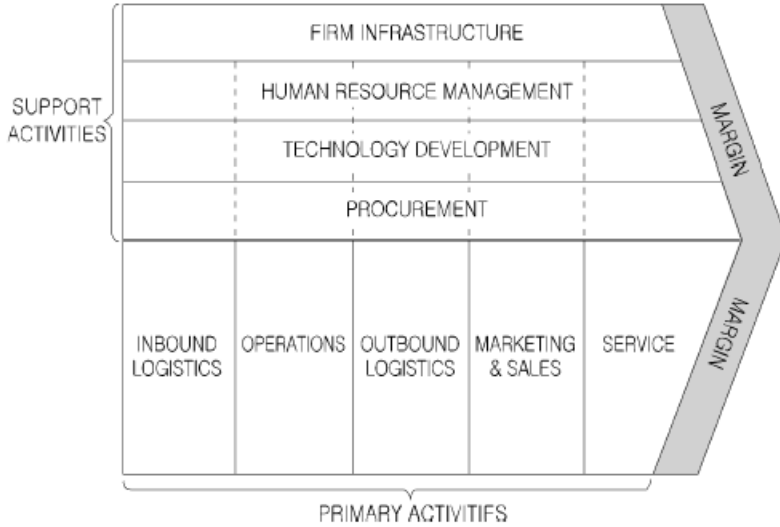 FIRM INFRASTRUCTURE
HUMAN RESOURCE MANAGEMENT
SUPPORT
ACTIVITIES
TECHNOLOGY DEVELOPMENT
PROCUREMENT
MARGIN
INBOUND
LOGISTICS
OPERATIONS
OUTBOUND
LOGISTICS
MARKETING
& SALES
SERVICE
MARGIN
PRIMARY ACTIVITIES